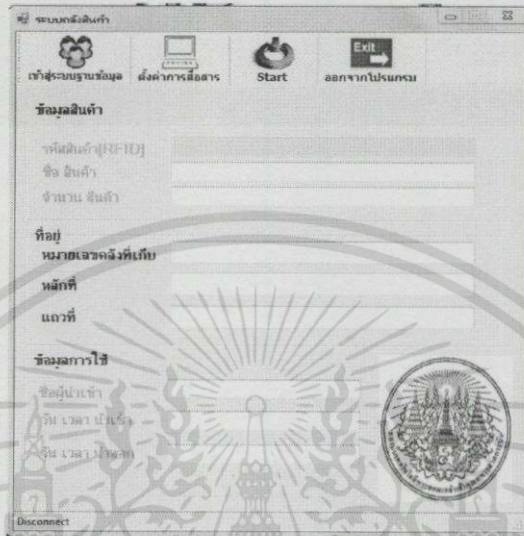 ระบบคลังสินค้า
Exit
เข้าสู่ระบบฐานข้อมูล ตั้งค่าการสื่อสาร Start ออกจากโปรแกรม
ข้อมูลสินค้า
รหัสสินค้า[RFID]
ชื่อ สินค้า
จำนวน สินค้า
ที่อยู่
หมายเลขคลังที่เก็บ
หลักที่
แถวที่
ข้อมูลการใช้
ชื่อผู้นำเข้า
วัน เวลา นำเข้า
วัน เวลา นำออก
Disconnect